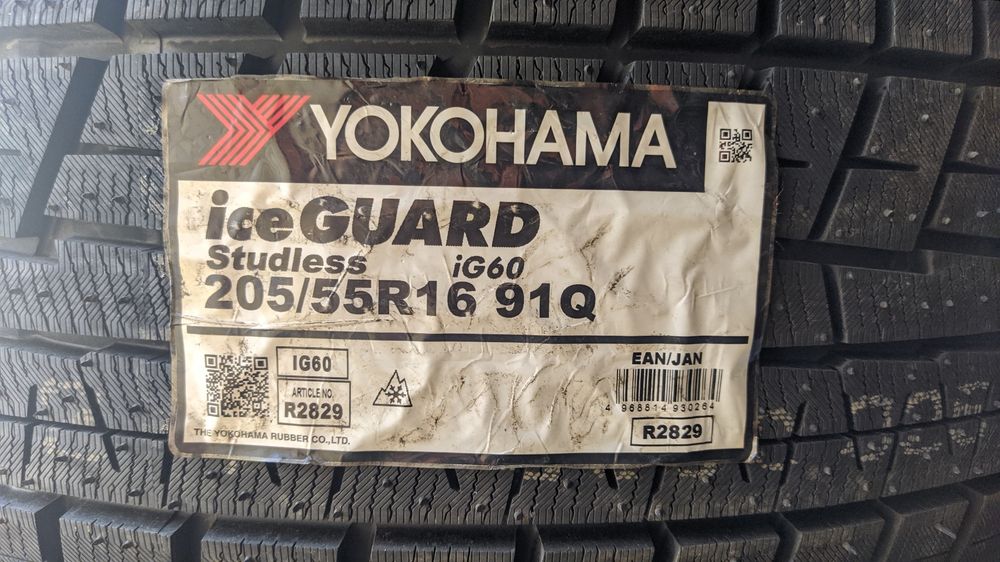 YOKOHAMA
iceGUARD
Studless iG60
205/55R16 91Q
IG60
ARTICLE NO.
R2829
THE YOKOHAMA RUBBER CO., LTD.
EAN/JAN
4 968814 930264
R2829